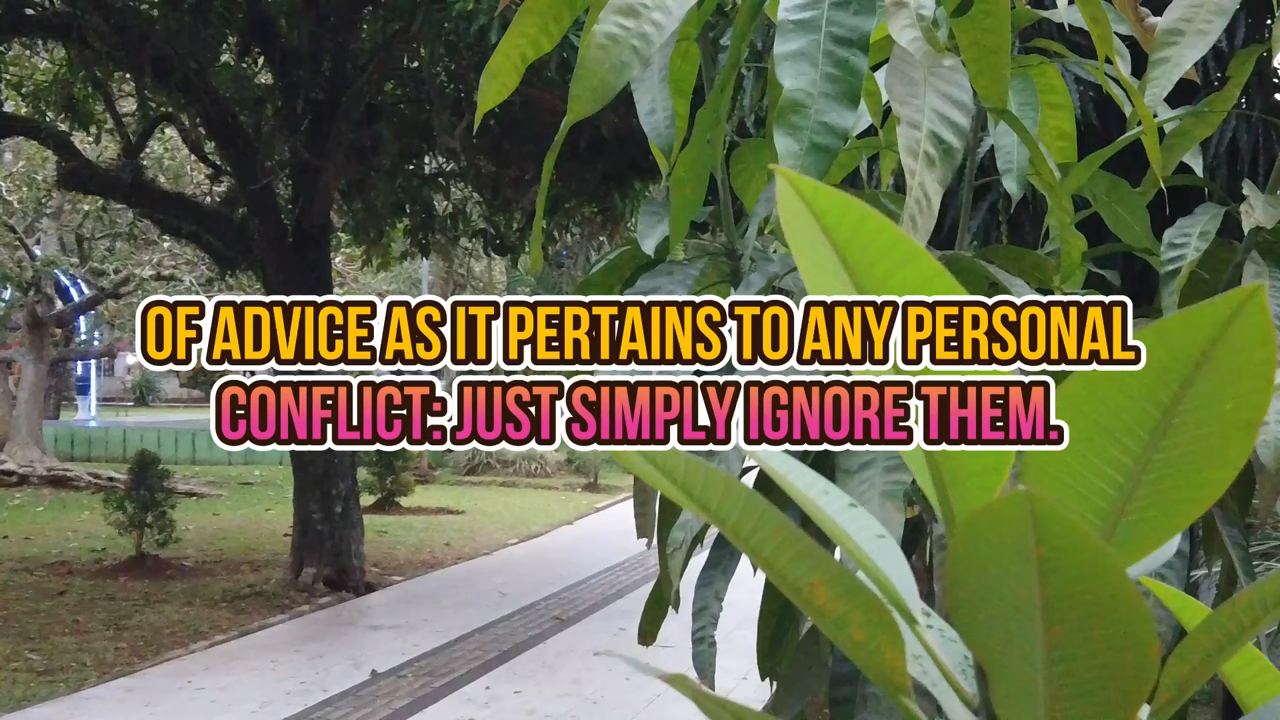 OF ADVICE AS IT PERTAINS TO ANY PERSONAL
CONFLICT: JUST SIMPLY IGNORE THEM.